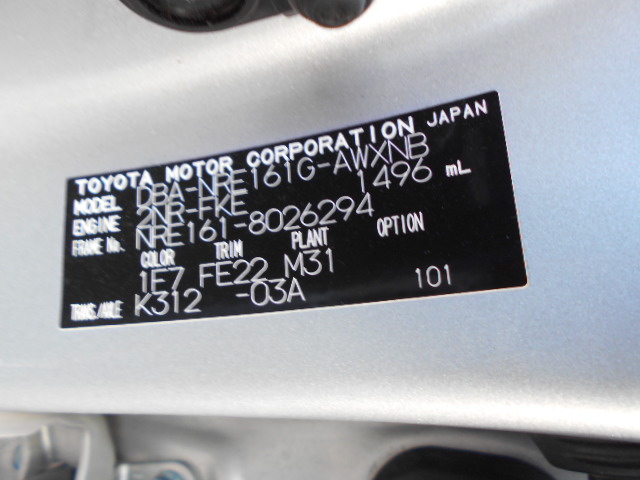 TOYOTA MOTOR CORPORATION JAPAN
MODEL DBA-NRE161G-AWXNB
ENGINE 2NR-FKE 1496 mL
FRAME No. NRE161-8026294
COLOR TRIM PLANT OPTION
1E7 FE22 M31
TRANS./AXLE K312 -03A 101